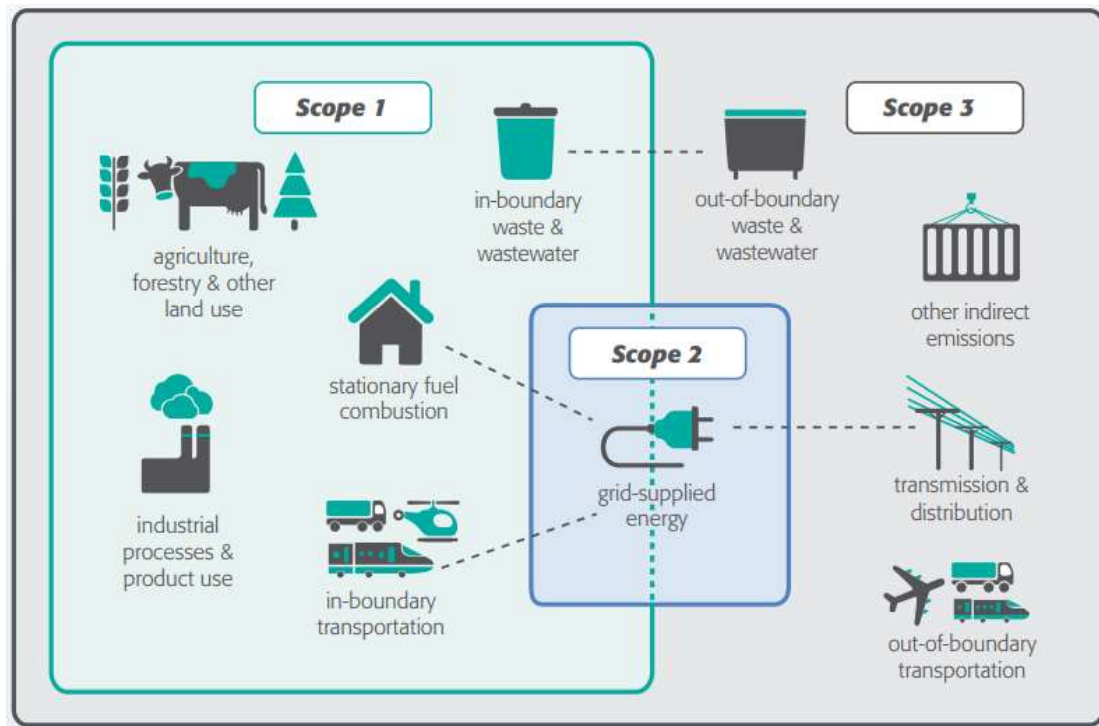 Scope 1
Scope 3
in-boundary
waste &
wastewater
out-of-boundary
waste &
wastewater
agriculture,
forestry & other
land use
other indirect
emissions
Scope 2
stationary fuel
combustion
grid-supplied
energy
transmission &
distribution
industrial
processes &
product use
in-boundary
transportation
out-of-boundary
transportation